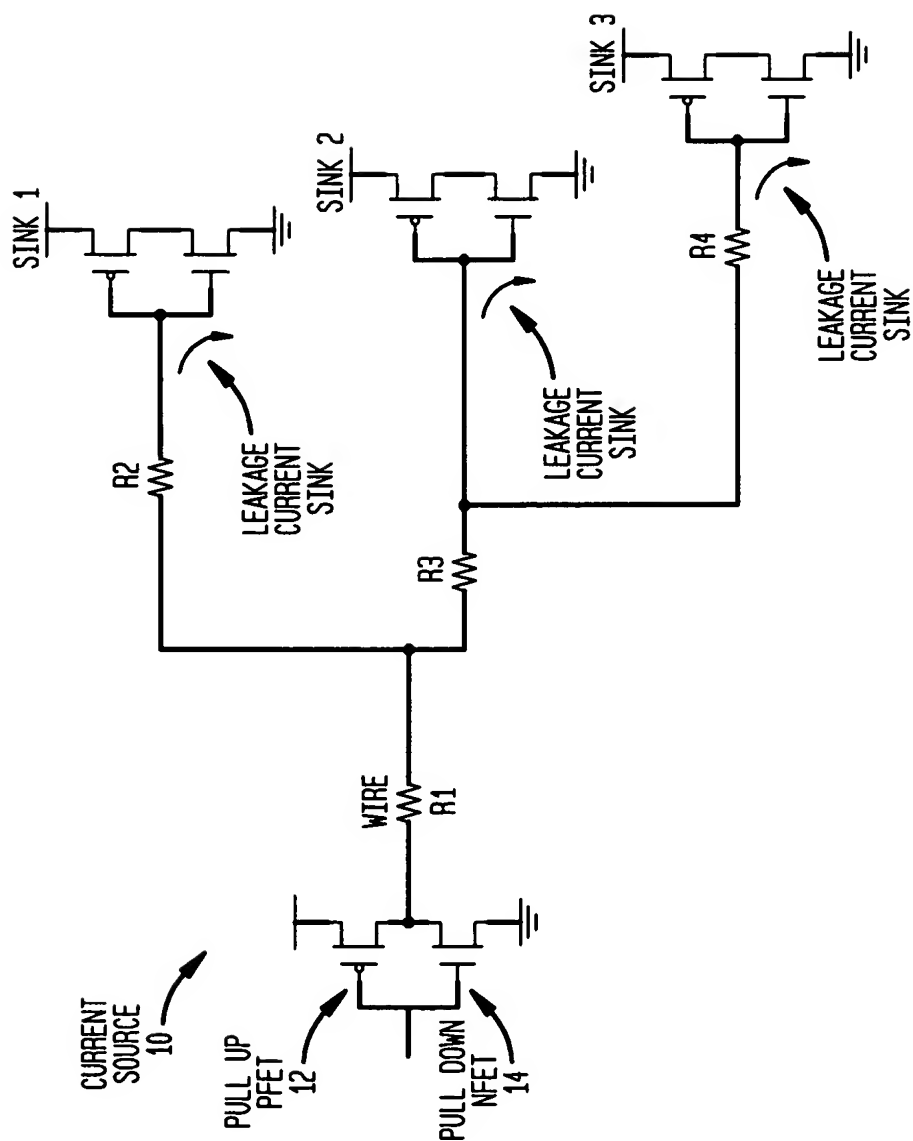 CURRENT
SOURCE
10
PULL UP
PFET
12
PULL DOWN
NFET
14
WIRE
R1
R2
R3
R4
SINK 1
LEAKAGE
CURRENT
SINK
SINK 2
LEAKAGE
CURRENT
SINK
SINK 3
LEAKAGE
CURRENT
SINK